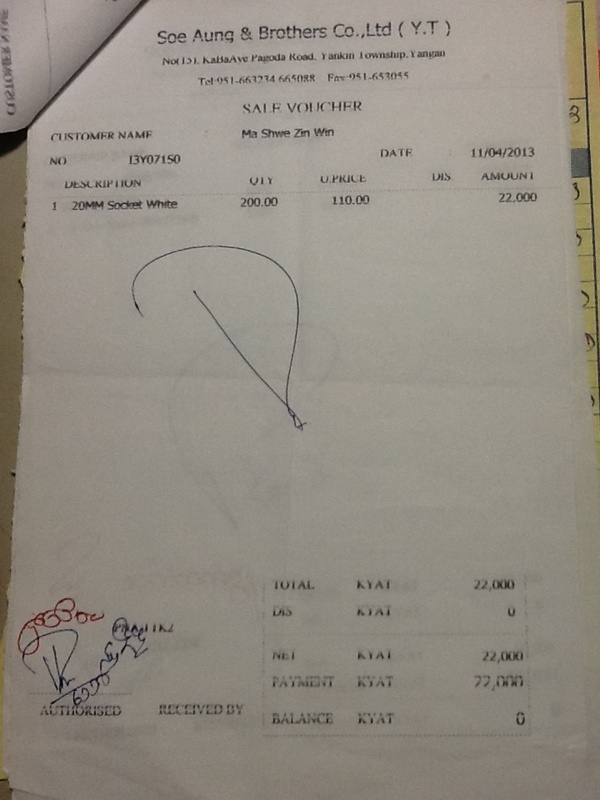 Soe Aung & Brothers Co.,Ltd ( Y.T )
No(151), KaBaAye Pagoda Road, Yankin Township, Yangan
Tel:951-663234 665088 Fax:951-653055
SALE VOUCHER
CUSTOMER NAME : Ma Shwe Zin Win
NO 13Y07150 DATE 11/04/2013
DESCRIPTION QTY U.PRICE DIS AMOUNT
1 20MM Socket White 200.00 110.00 22,000
TOTAL KYAT 22,000
DIS KYAT 0
NET KYAT 22,000
PAYMENT KYAT 22,000
BALANCE KYAT 0
AUTHORISED RECEIVED BY
CUSTOMER NAME